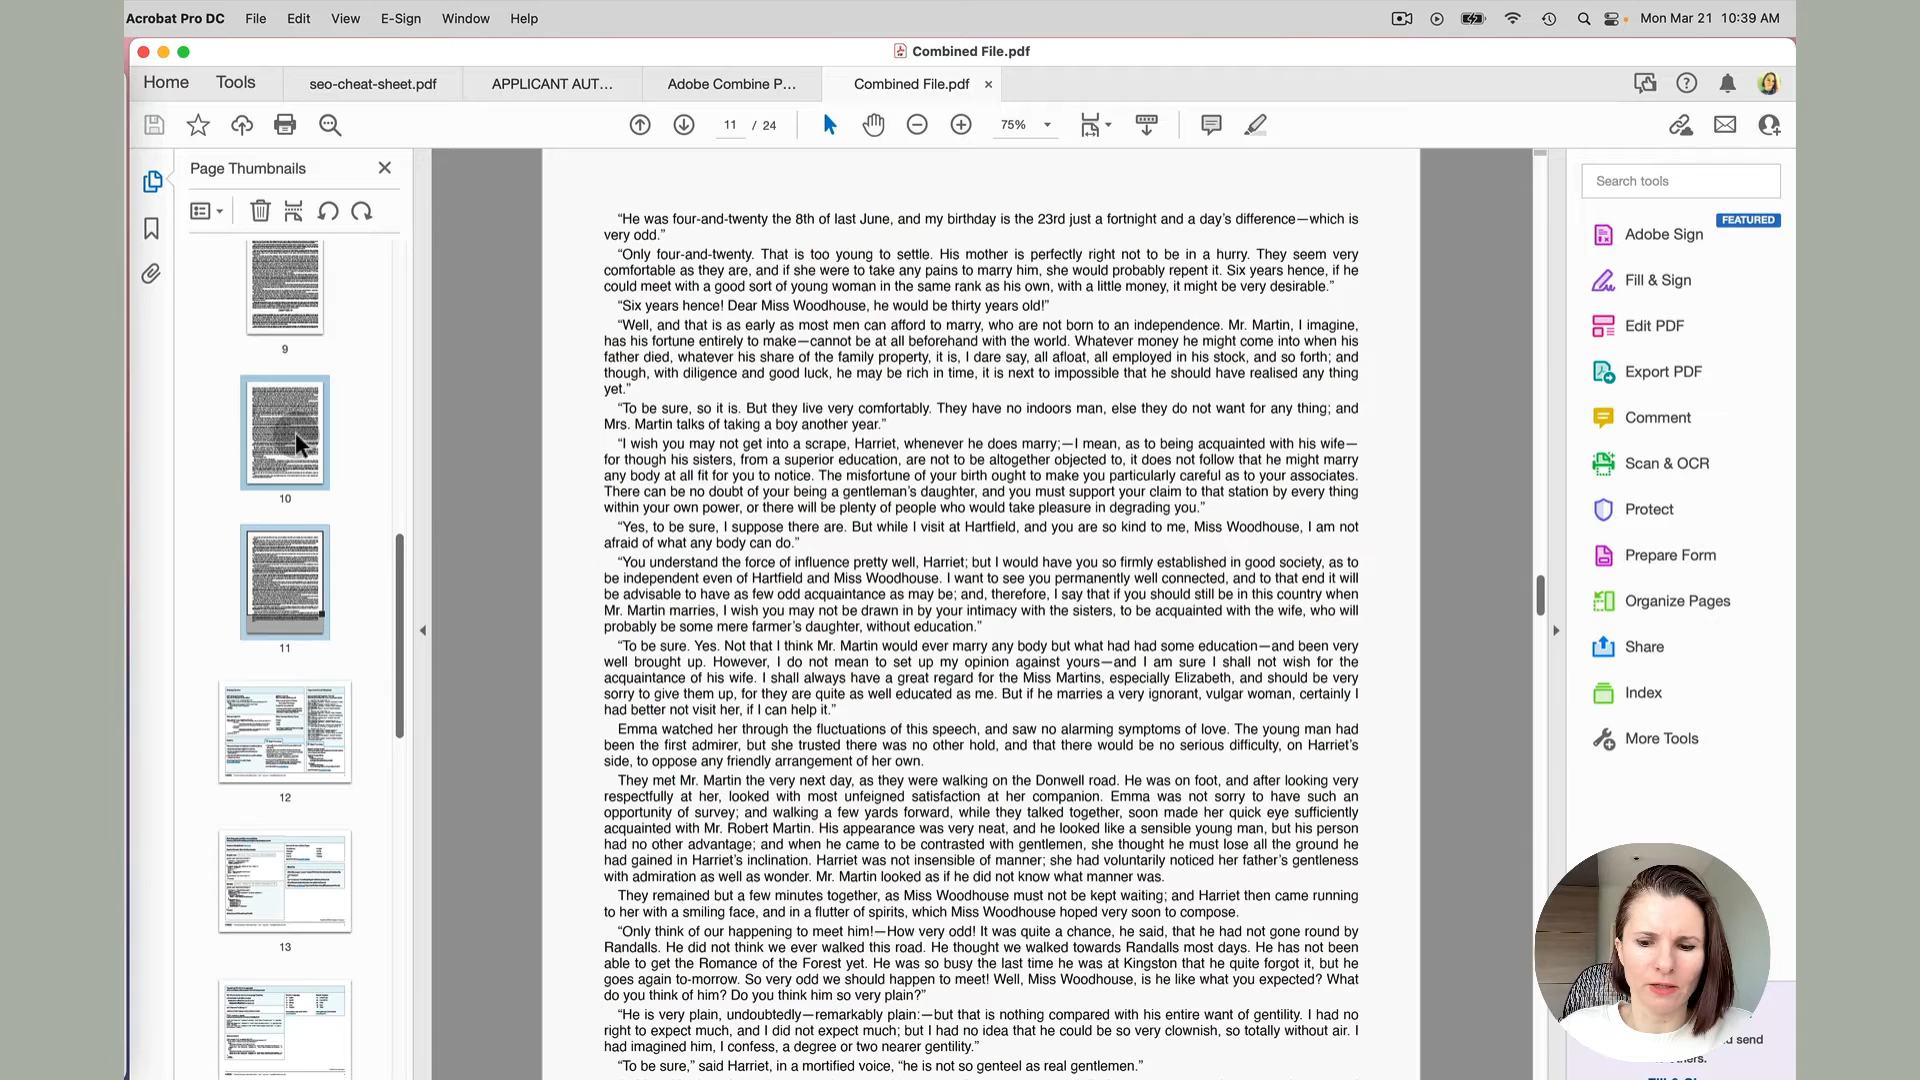 Acrobat Pro DC File Edit View E-Sign Window Help Mon Mar 21 10:39 AM
Combined File.pdf
Home Tools seo-cheat-sheet.pdf APPLICANT AUT... Adobe Combine P... Combined File.pdf
11 / 24 75%
Page Thumbnails
9
10
11
12
13
“He was four-and-twenty the 8th of last June, and my birthday is the 23rd just a fortnight and a day’s difference—which is
very odd.”
“Only four-and-twenty. That is too young to settle. His mother is perfectly right not to be in a hurry. They seem very
comfortable as they are, and if she were to take any pains to marry him, she would probably repent it. Six years hence, if he
could meet with a good sort of young woman in the same rank as his own, with a little money, it might be very desirable.”
“Six years hence! Dear Miss Woodhouse, he would be thirty years old!”
“Well, and that is as early as most men can afford to marry, who are not born to an independence. Mr. Martin, I imagine,
has his fortune entirely to make—cannot be at all beforehand with the world. Whatever money he might come into when his
father died, whatever his share of the family property, it is, I dare say, all afloat, all employed in his stock, and so forth; and
though, with diligence and good luck, he may be rich in time, it is next to impossible that he should have realised any thing
yet.”
“To be sure, so it is. But they live very comfortably. They have no indoors man, else they do not want for any thing; and
Mrs. Martin talks of taking a boy another year.”
“I wish you may not get into a scrape, Harriet, whenever he does marry;—I mean, as to being acquainted with his wife—
for though his sisters, from a superior education, are not to be altogether objected to, it does not follow that he might marry
any body at all fit for you to notice. The misfortune of your birth ought to make you particularly careful as to your associates.
There can be no doubt of your being a gentleman’s daughter, and you must support your claim to that station by every thing
within your own power, or there will be plenty of people who would take pleasure in degrading you.”
“Yes, to be sure, I suppose there are. But while I visit at Hartfield, and you are so kind to me, Miss Woodhouse, I am not
afraid of what any body can do.”
“You understand the force of influence pretty well, Harriet; but I would have you so firmly established in good society, as to
be independent even of Hartfield and Miss Woodhouse. I want to see you permanently well connected, and to that end it will
be advisable to have as few odd acquaintance as may be; and, therefore, I say that if you should still be in this country when
Mr. Martin marries, I wish you may not be drawn in by your intimacy with the sisters, to be acquainted with the wife, who will
probably be some mere farmer’s daughter, without education.”
“To be sure. Yes. Not that I think Mr. Martin would ever marry any body but what had had some education—and been very
well brought up. However, I do not mean to set up my opinion against yours—and I am sure I shall not wish for the
acquaintance of his wife. I shall always have a great regard for the Miss Martins, especially Elizabeth, and should be very
sorry to give them up, for they are quite as well educated as me. But if he marries a very ignorant, vulgar woman, certainly I
had better not visit her, if I can help it.”
Emma watched her through the fluctuations of this speech, and saw no alarming symptoms of love. The young man had
been the first admirer, but she trusted there was no other hold, and that there would be no serious difficulty, on Harriet’s
side, to oppose any friendly arrangement of her own.
They met Mr. Martin the very next day, as they were walking on the Donwell road. He was on foot, and after looking very
respectfully at her, looked with most unfeigned satisfaction at her companion. Emma was not sorry to have such an
opportunity of survey; and walking a few yards forward, while they talked together, soon made her quick eye sufficiently
acquainted with Mr. Robert Martin. His appearance was very neat, and he looked like a sensible young man, but his person
had no other advantage; and when he came to be contrasted with gentlemen, she thought he must lose all the ground he
had gained in Harriet’s inclination. Harriet was not insensible of manner; she had voluntarily noticed her father’s gentleness
with admiration as well as wonder. Mr. Martin looked as if he did not know what manner was.
They remained but a few minutes together, as Miss Woodhouse must not be kept waiting; and Harriet then came running
to her with a smiling face, and in a flutter of spirits, which Miss Woodhouse hoped very soon to compose.
“Only think of our happening to meet him!—How very odd! It was quite a chance, he said, that he had not gone round by
Randalls. He did not think we ever walked this road. He thought we walked towards Randalls most days. He has not been
able to get the Romance of the Forest yet. He was so busy the last time he was at Kingston that he quite forgot it, but he
goes again to-morrow. So very odd we should happen to meet! Well, Miss Woodhouse, is he like what you expected? What
do you think of him? Do you think him so very plain?”
“He is very plain, undoubtedly—remarkably plain:—but that is nothing compared with his entire want of gentility. I had no
right to expect much, and I did not expect much; but I had no idea that he could be so very clownish, so totally without air. I
had imagined him, I confess, a degree or two nearer gentility.”
“To be sure,” said Harriet, in a mortified voice, “he is not so genteel as real gentlemen.”
Search tools
FEATURED
Adobe Sign
Fill & Sign
Edit PDF
Export PDF
Comment
Scan & OCR
Protect
Prepare Form
Organize Pages
Share
Index
More Tools
send